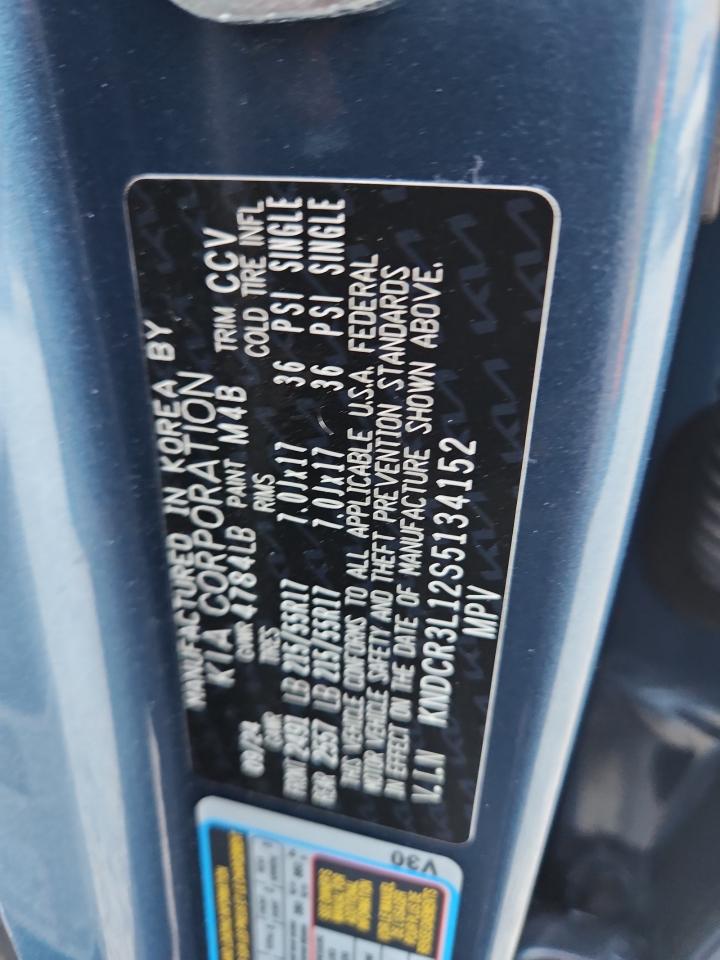 MANUFACTURED IN KOREA BY
KIA CORPORATION
09/24 GVWR 4784LB PAINT M4B TRIM CCV
GAWR TIRES RIMS COLD TIRE INFL
FRONT 2491 LB 215/55R17 7.0Jx17 36 PSI SINGLE
REAR 2557 LB 215/55R17 7.0Jx17 36 PSI SINGLE
THIS VEHICLE CONFORMS TO ALL APPLICABLE U.S.A. FEDERAL
MOTOR VEHICLE SAFETY AND THEFT PREVENTION STANDARDS
IN EFFECT ON THE DATE OF MANUFACTURE SHOWN ABOVE.
V.I.N KNDCR3L12S5134152
MPV
V30